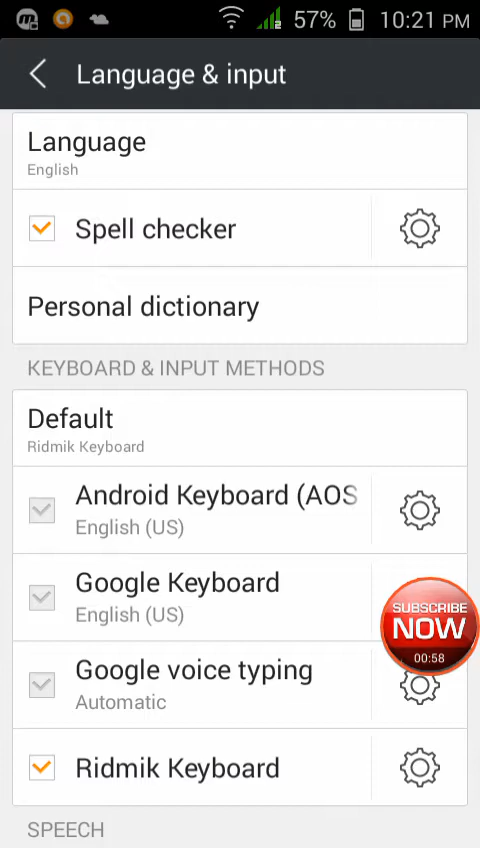 57% 10:21 PM
Language & input
Language
English
Spell checker
Personal dictionary
KEYBOARD & INPUT METHODS
Default
Ridmik Keyboard
Android Keyboard (AOS
English (US)
Google Keyboard
English (US)
SUBSCRIBE
NOW
00:58
Google voice typing
Automatic
Ridmik Keyboard
SPEECH